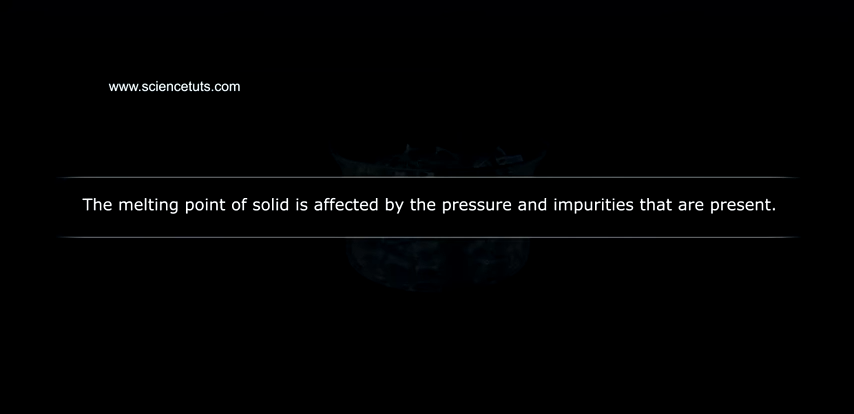 www.sciencetuts.com
The melting point of solid is affected by the pressure and impurities that are present.